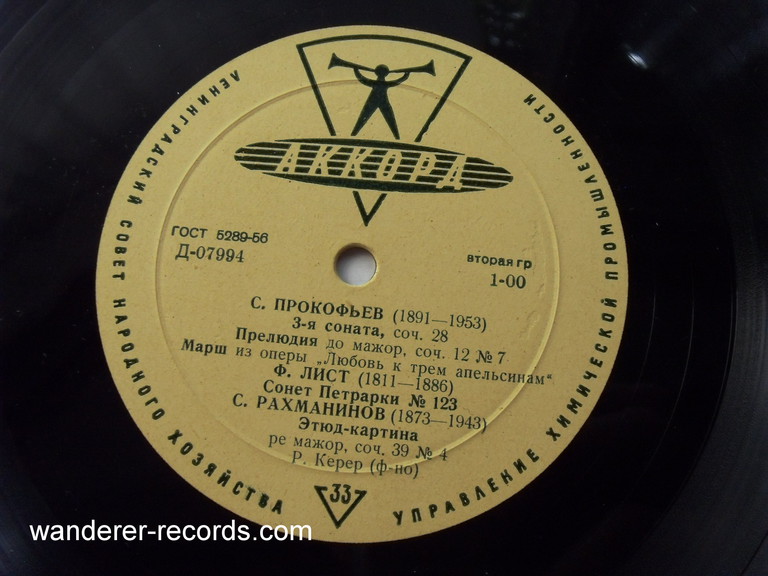 АККОРД
ЛЕНИНГРАДСКИЙ СОВЕТ НАРОДНОГО ХОЗЯЙСТВА
УПРАВЛЕНИЕ ХИМИЧЕСКОЙ ПРОМЫШЛЕННОСТИ
ГОСТ 5289-56
Д-07994
вторая гр
1-00
С. ПРОКОФЬЕВ (1891—1953)
3-я соната, соч. 28
Прелюдия до мажор, соч. 12 № 7
Марш из оперы „Любовь к трем апельсинам“
Ф. ЛИСТ (1811—1886)
Сонет Петрарки № 123
С. РАХМАНИНОВ (1873—1943)
Этюд-картина
ре мажор, соч. 39 № 4
Р. Керер (ф-но)
33
wanderer-records.com